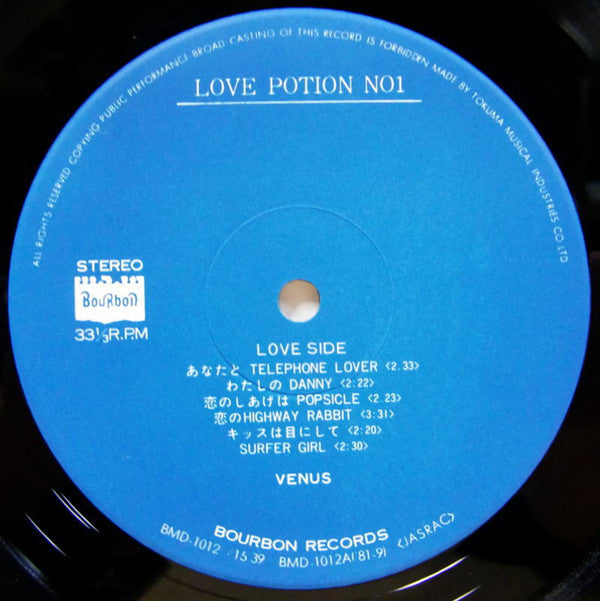 ALL RIGHTS RESERVED COPYING PUBLIC PERFORMANCE BROAD CASTING OF THIS RECORD IS FORBIDDEN MADE BY TOKUMA MUSICAL INDUSTRIES CO LTD
LOVE POTION NO1
STEREO
Bourbon
33⅓R.P.M
LOVE SIDE
あなたと TELEPHONE LOVER <2.33>
わたしの DANNY <2:22>
恋のしあげは POPSICLE <2.23>
恋のHIGHWAY RABBIT <3:31>
キッスは目にして <2:20>
SURFER GIRL <2:30>
VENUS
BOURBON RECORDS
BMD-1012 15 39 BMD-1012A('81.9) <JASRAC>